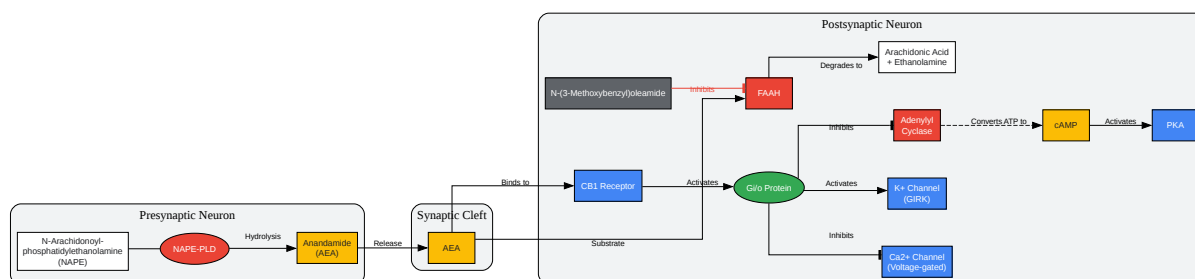 Postsynaptic Neuron
Arachidonic Acid
+ Ethanolamine
Degrades to
N-(3-Methoxybenzyl)oleamide
Inhibits
FAAH
Inhibits
Adenylyl
Cyclase
Converts ATP to
cAMP
Activates
PKA
Binds to
CB1 Receptor
Activates
Gi/o Protein
Activates
K+ Channel
(GIRK)
Presynaptic Neuron
Synaptic Cleft
N-Arachidonoyl-
phosphatidylethanolamine
(NAPE)
NAPE-PLD
Hydrolysis
Anandamide
(AEA)
Release
AEA
Substrate
Inhibits
Ca2+ Channel
(Voltage-gated)